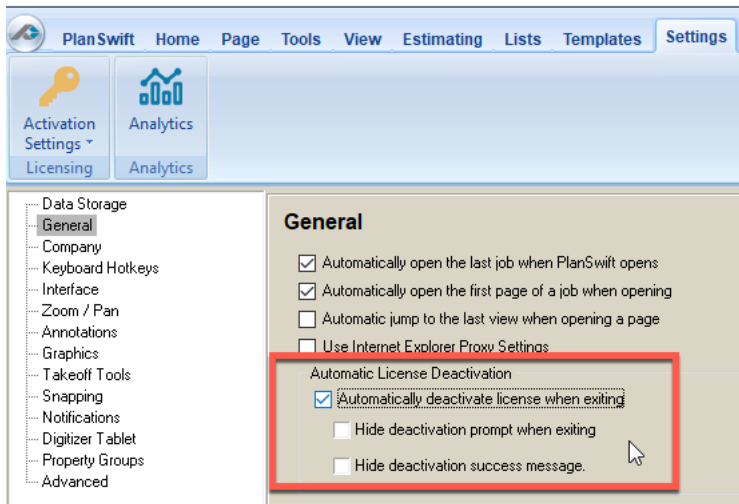 PlanSwift Home Page Tools View Estimating Lists Templates Settings
Activation Settings
Analytics
Licensing
Analytics
Data Storage
General
Company
Keyboard Hotkeys
Interface
Zoom / Pan
Annotations
Graphics
Takeoff Tools
Snapping
Notifications
Digitizer Tablet
Property Groups
Advanced
General
Automatically open the last job when PlanSwift opens
Automatically open the first page of a job when opening
Automatic jump to the last view when opening a page
Use Internet Explorer Proxy Settings
Automatic License Deactivation
Automatically deactivate license when exiting
Hide deactivation prompt when exiting
Hide deactivation success message.